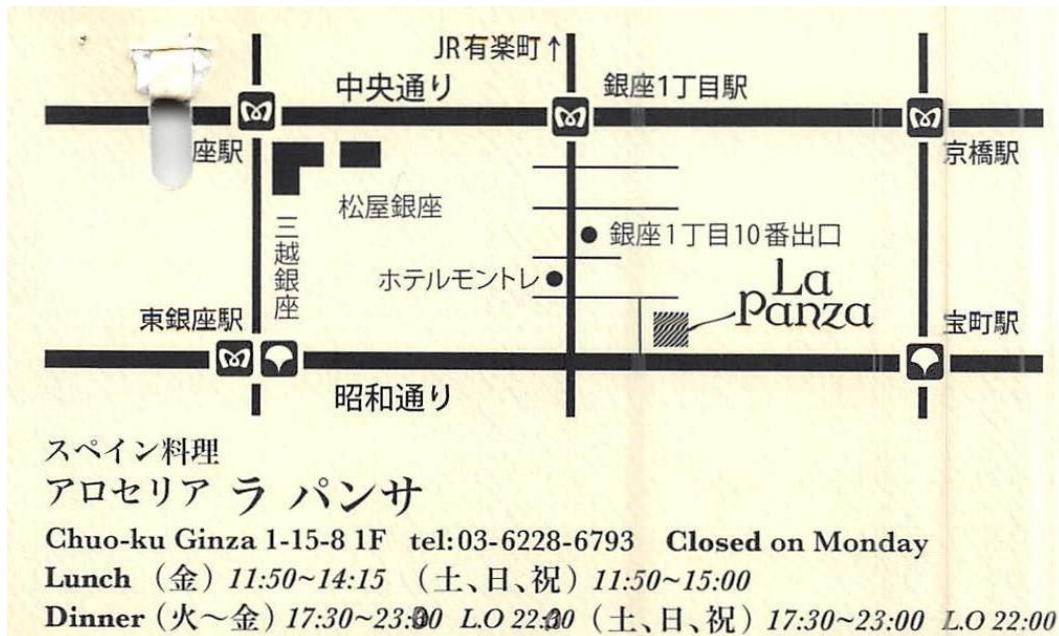 JR有楽町↑
中央通り
銀座1丁目駅
座駅
京橋駅
松屋銀座
三越銀座
銀座1丁目10番出口
ホテルモントレ
La
Panza
東銀座駅
宝町駅
昭和通り
スペイン料理
アロセリア ラ パンサ
Chuo-ku Ginza 1-15-8 1F tel:03-6228-6793 Closed on Monday
Lunch (金) 11:50~14:15 (土、日、祝) 11:50~15:00
Dinner (火〜金) 17:30~23:00 L.O 22:00 (土、日、祝) 17:30~23:00 L.O 22:00